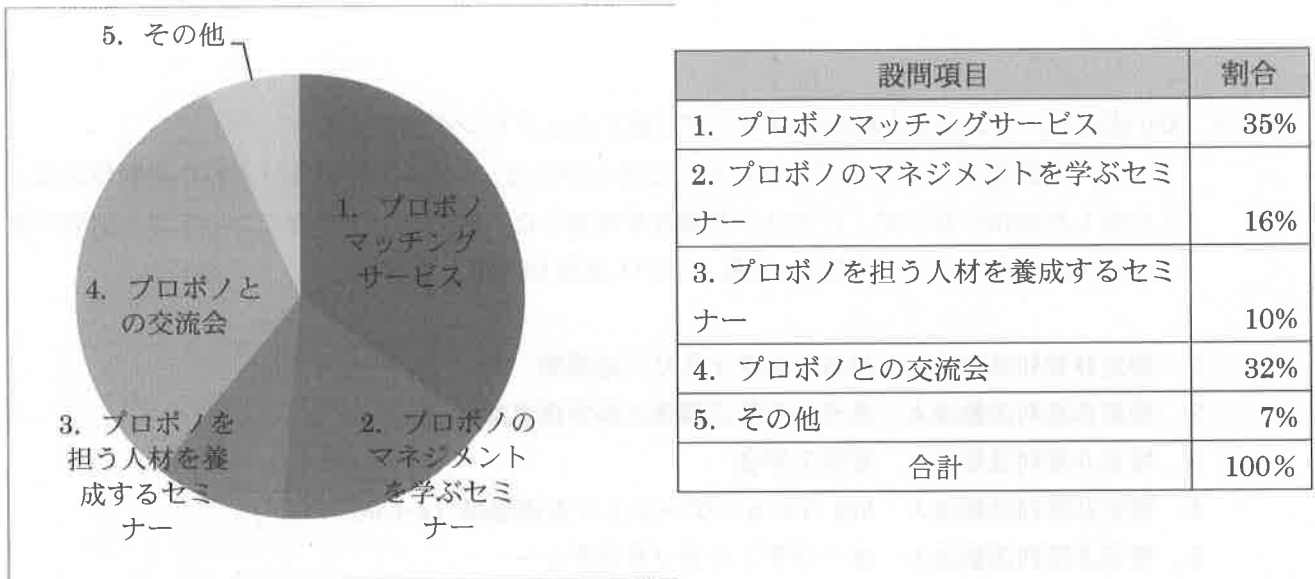 5. その他
1. プロボノ
マッチング
サービス
4. プロボノと
の交流会
3. プロボノを
担う人材を養
成するセミ
ナー
2. プロボノの
マネジメント
を学ぶセミ
ナー
設問項目 割合
1. プロボノマッチングサービス 35%
2. プロボノのマネジメントを学ぶセミ
ナー 16%
3. プロボノを担う人材を養成するセミ
ナー 10%
4. プロボノとの交流会 32%
5. その他 7%
合計 100%